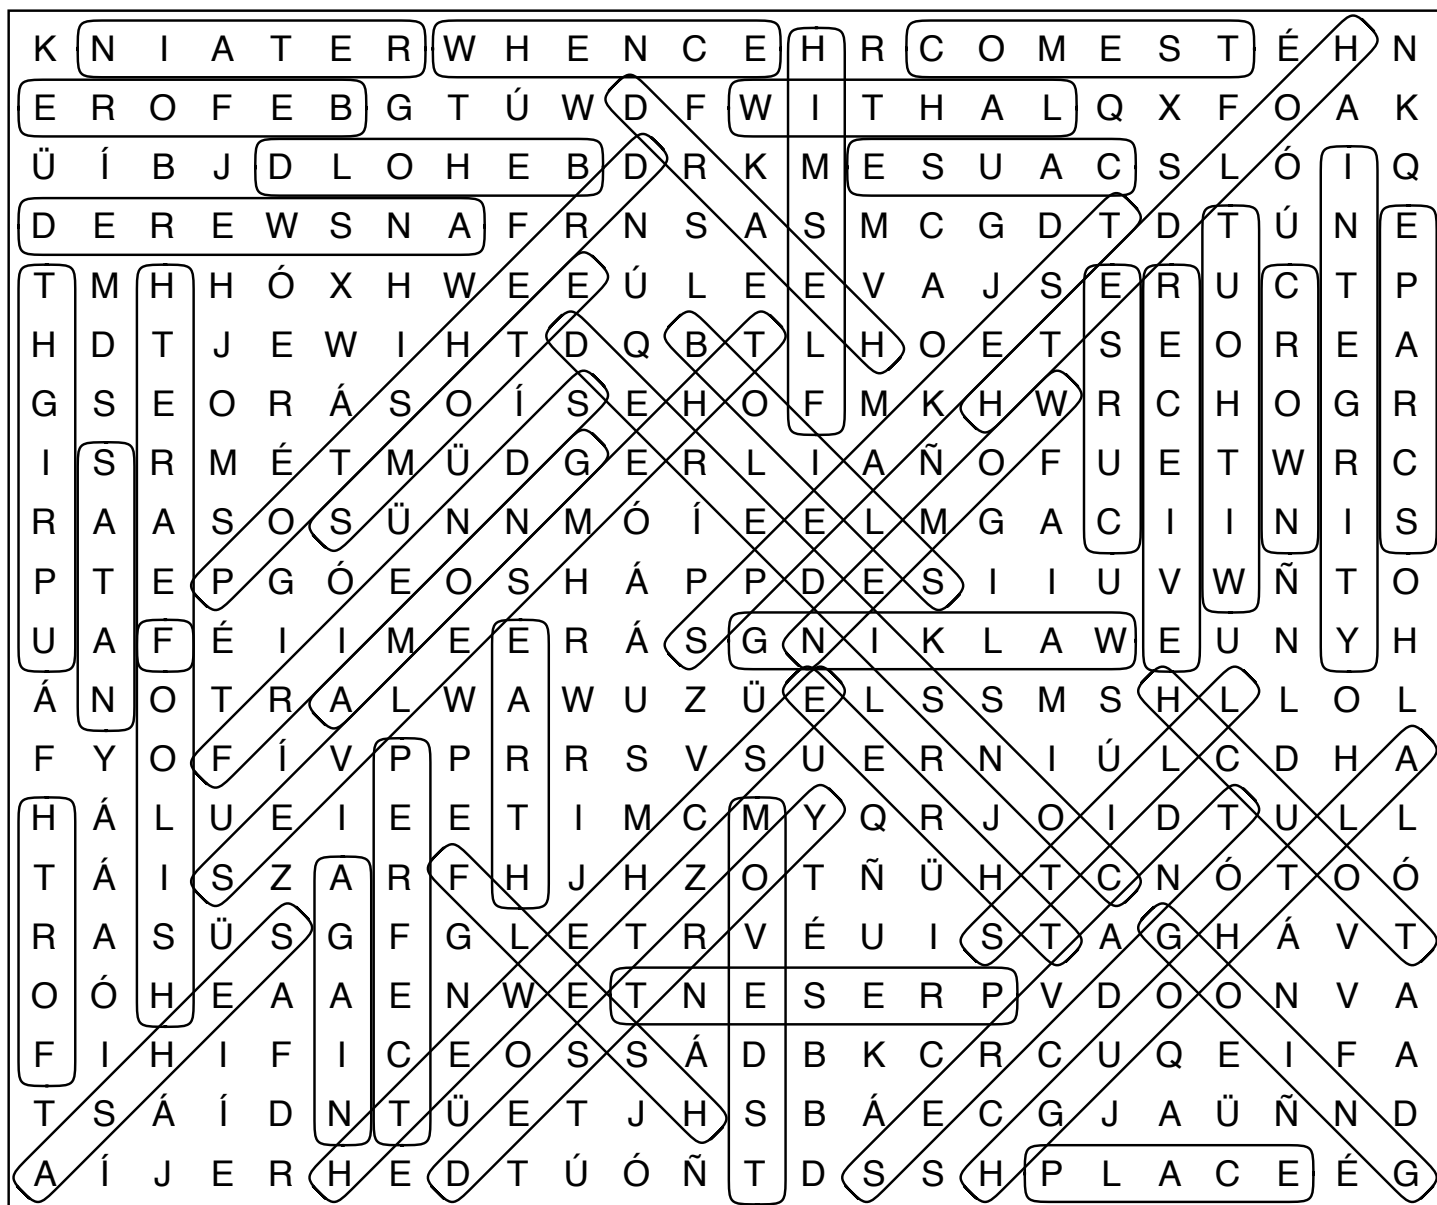 K N I A T E R W H E N C E H R C O M E S T É H N
E R O F E B G T Ú W D F W I T H A L Q X F O A K
Ü Í B J D L O H E B D R K M E S U A C S L Ó I Q
D E R E W S N A F R N S A S M C G D T D T Ú N E
T M H H Ó X H W E E Ú L E E V A J S E R U C T P
H D T J E W I H T D Q B T L H O E T S E O R E A
G S E O R Á S O Í S E H O F M K H W R C H O G R
I S R M É T M Ü D G E R L I A Ñ O F U E T W R C
R A A S O S Ü N N M Ó Í E E L M G A C I I N I S
P T E P G Ó E O S H Á P P D E S I I U V W Ñ T O
U A F É I I M E E R Á S G N I K L A W E U N Y H
Á N O T R A L W A W U Z Ü E L S S M S H L L O L
F Y O F Í V P P R R S V S U E R N I Ú L C D H A
H Á L U E I E E T I M C M Y Q R J O I D T U L L
T Á I S Z A R F H J H Z O T Ñ Ü H T C N Ó T O Ó
R A S Ü S G F G L E T R V É U I S T A G H Á V T
O Ó H E A A E N W E T N E S E R P V D O O N V A
F I H I F I C E O S S Á D B K C R C U Q E I F A
T S Á Í D N T Ü E T J H S B Á E C G J A Ü Ñ N D
A Í J E R H E D T Ú Ó Ñ T D S S H P L A C E É G